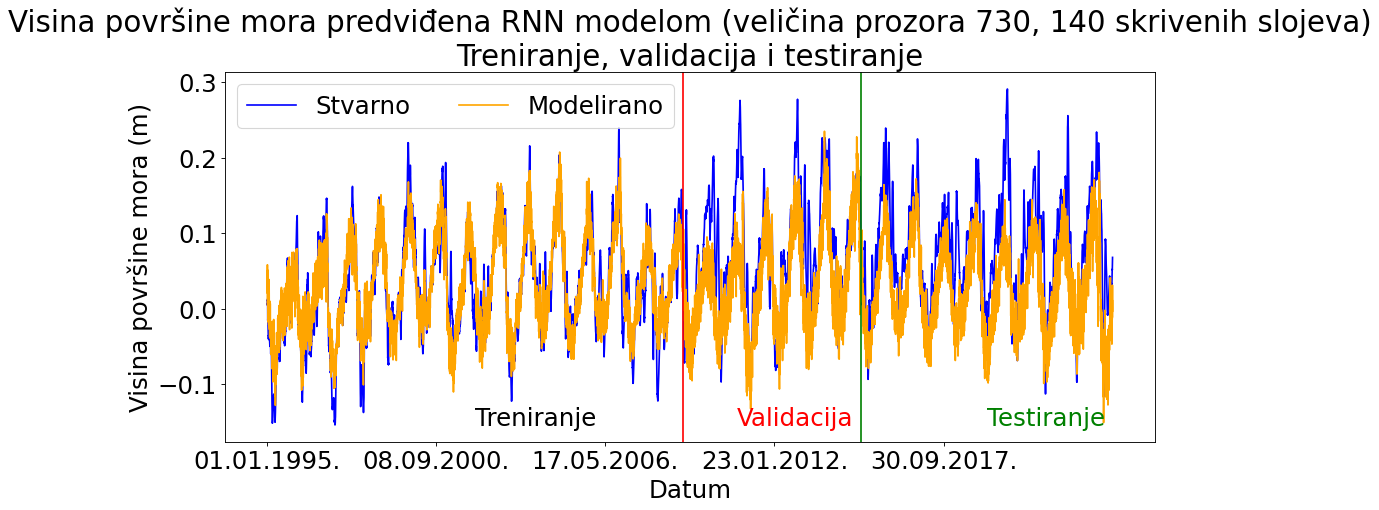 Visina površine mora predviđena RNN modelom (veličina prozora 730, 140 skrivenih slojeva)
Treniranje, validacija i testiranje
Stvarno Modelirano
Visina površine mora (m)
0.3
0.2
0.1
0.0
−0.1
Treniranje Validacija Testiranje
01.01.1995. 08.09.2000. 17.05.2006. 23.01.2012. 30.09.2017.
Datum